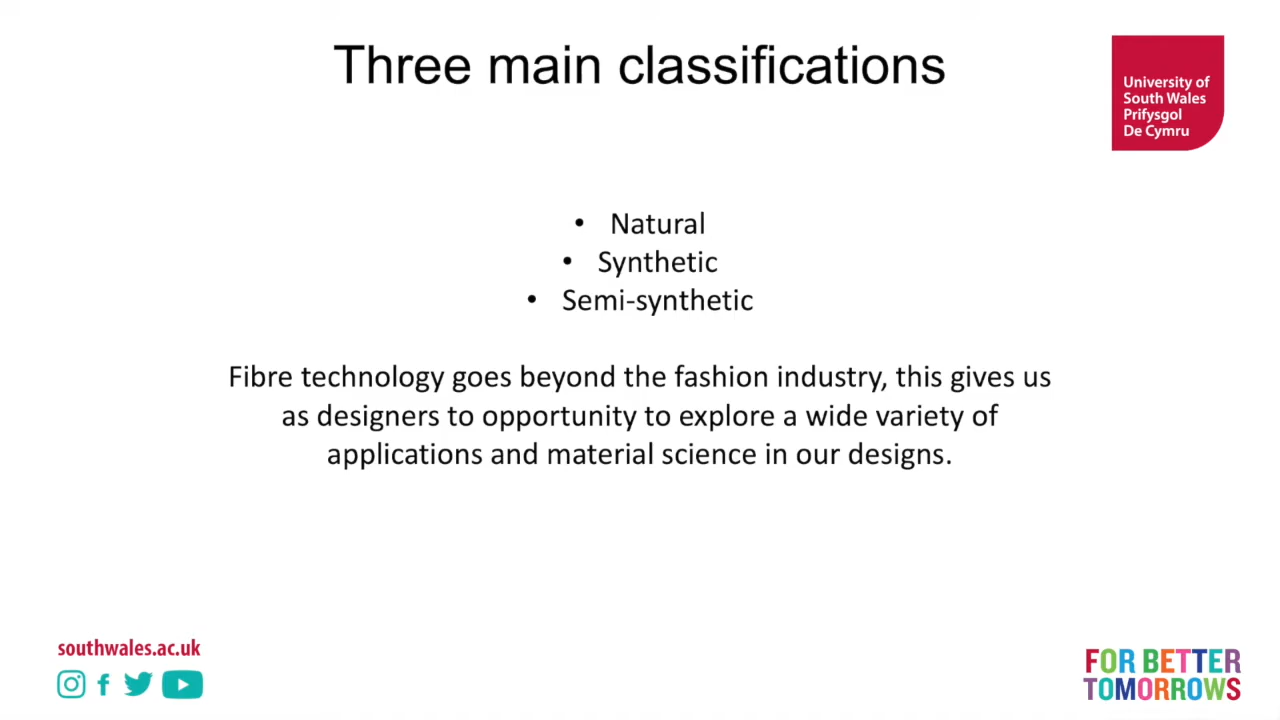 Three main classifications
University of
South Wales
Prifysgol
De Cymru
• Natural
• Synthetic
• Semi-synthetic
Fibre technology goes beyond the fashion industry, this gives us
as designers to opportunity to explore a wide variety of
applications and material science in our designs.
southwales.ac.uk
FOR BETTER
TOMORROWS